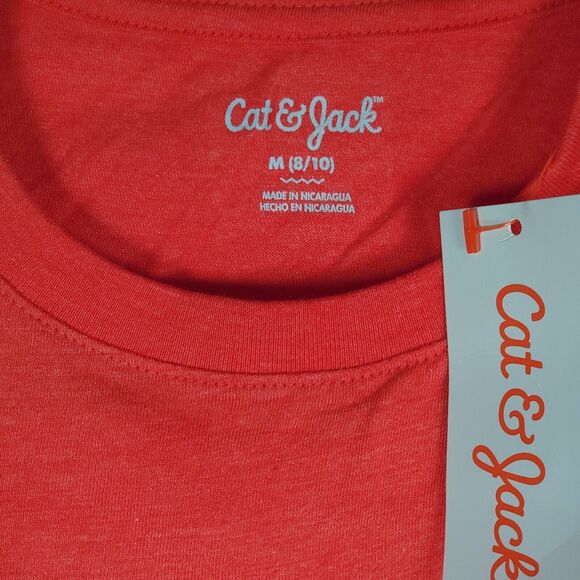 Cat & Jack™
M (8/10)
MADE IN NICARAGUA
HECHO EN NICARAGUA
Cat & Jack